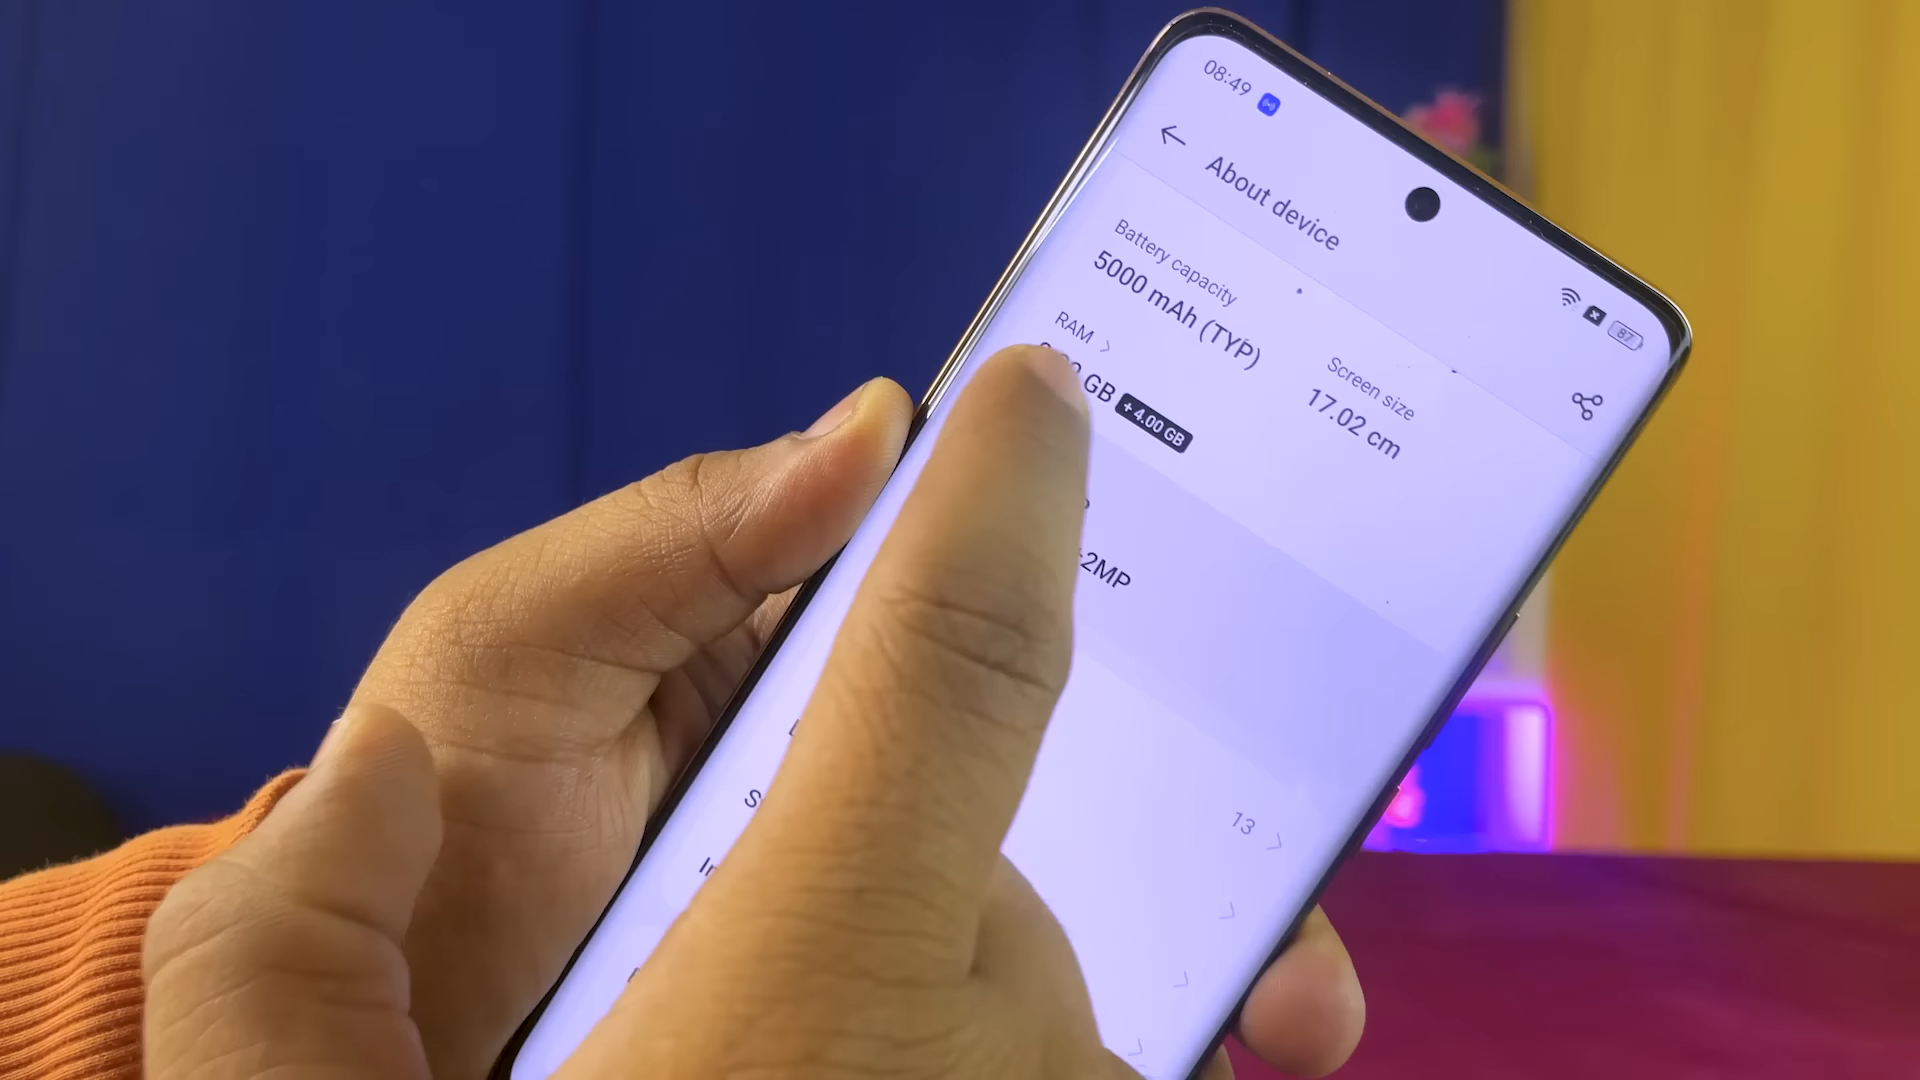 08:49
87
About device
Battery capacity
5000 mAh (TYP)
Screen size
17.02 cm
RAM >
GB +4.00 GB
2MP
13 >